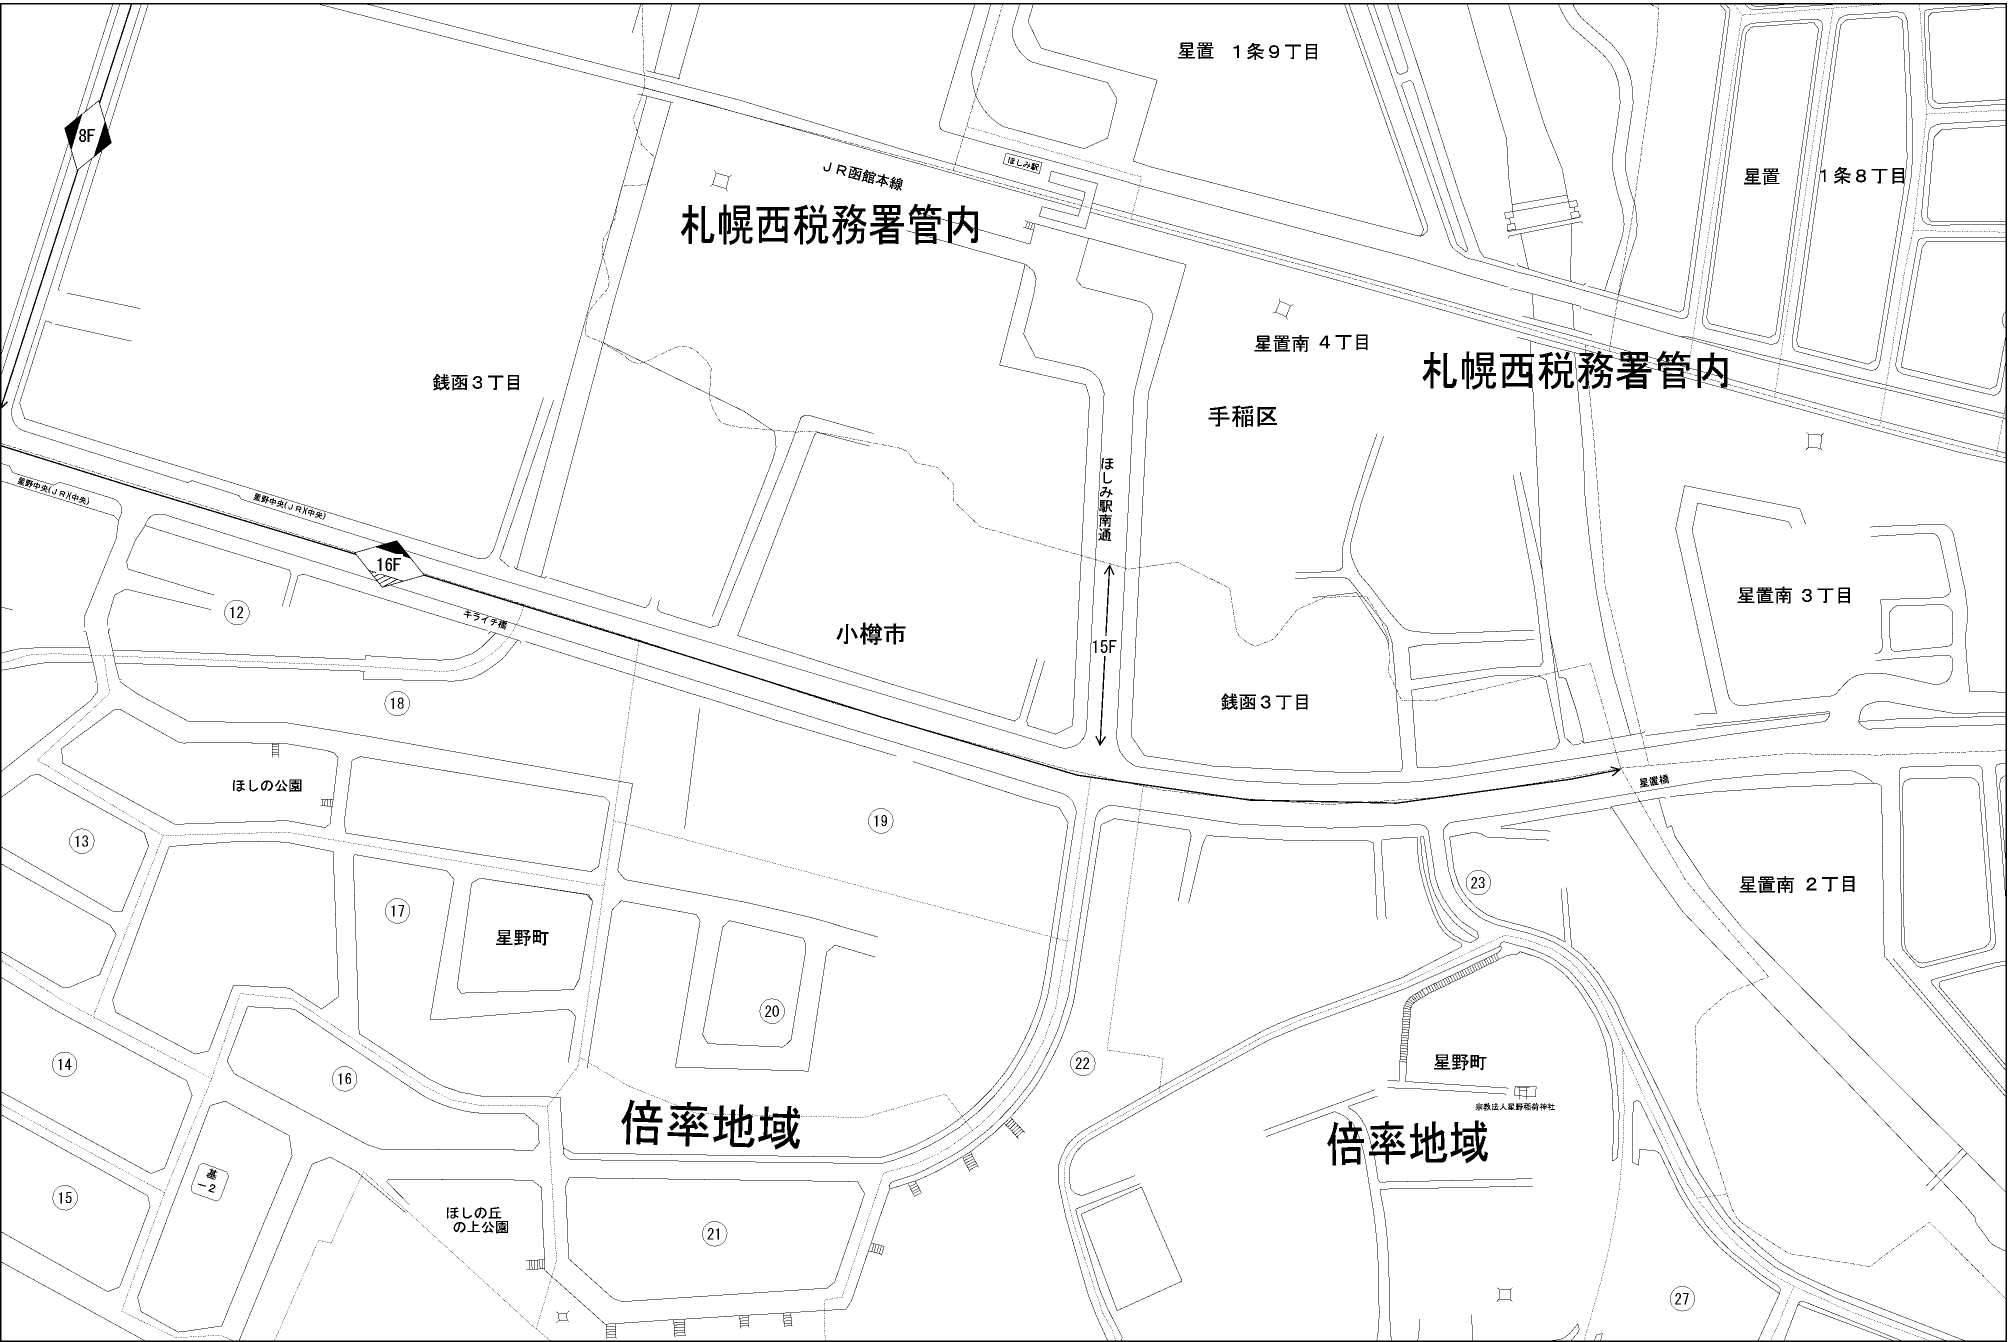 星置 １条９丁目
8F
ほしみ駅
ＪＲ函館本線
星置 １条８丁目
札幌西税務署管内
星置南 ４丁目
札幌西税務署管内
銭函３丁目
手稲区
ほしみ駅南通
星野中央(ＪＲ)(中央)
星野中央(ＪＲ)(中央)
16F
星置南 ３丁目
12
キライチ橋
小樽市
15F
18
銭函３丁目
ほしの公園
星置橋
19
13
23
星置南 ２丁目
17
星野町
20
14
16
22
星野町
宗教法人星野稲荷神社
倍率地域
倍率地域
基
－2
15
ほしの丘
の上公園
21
27